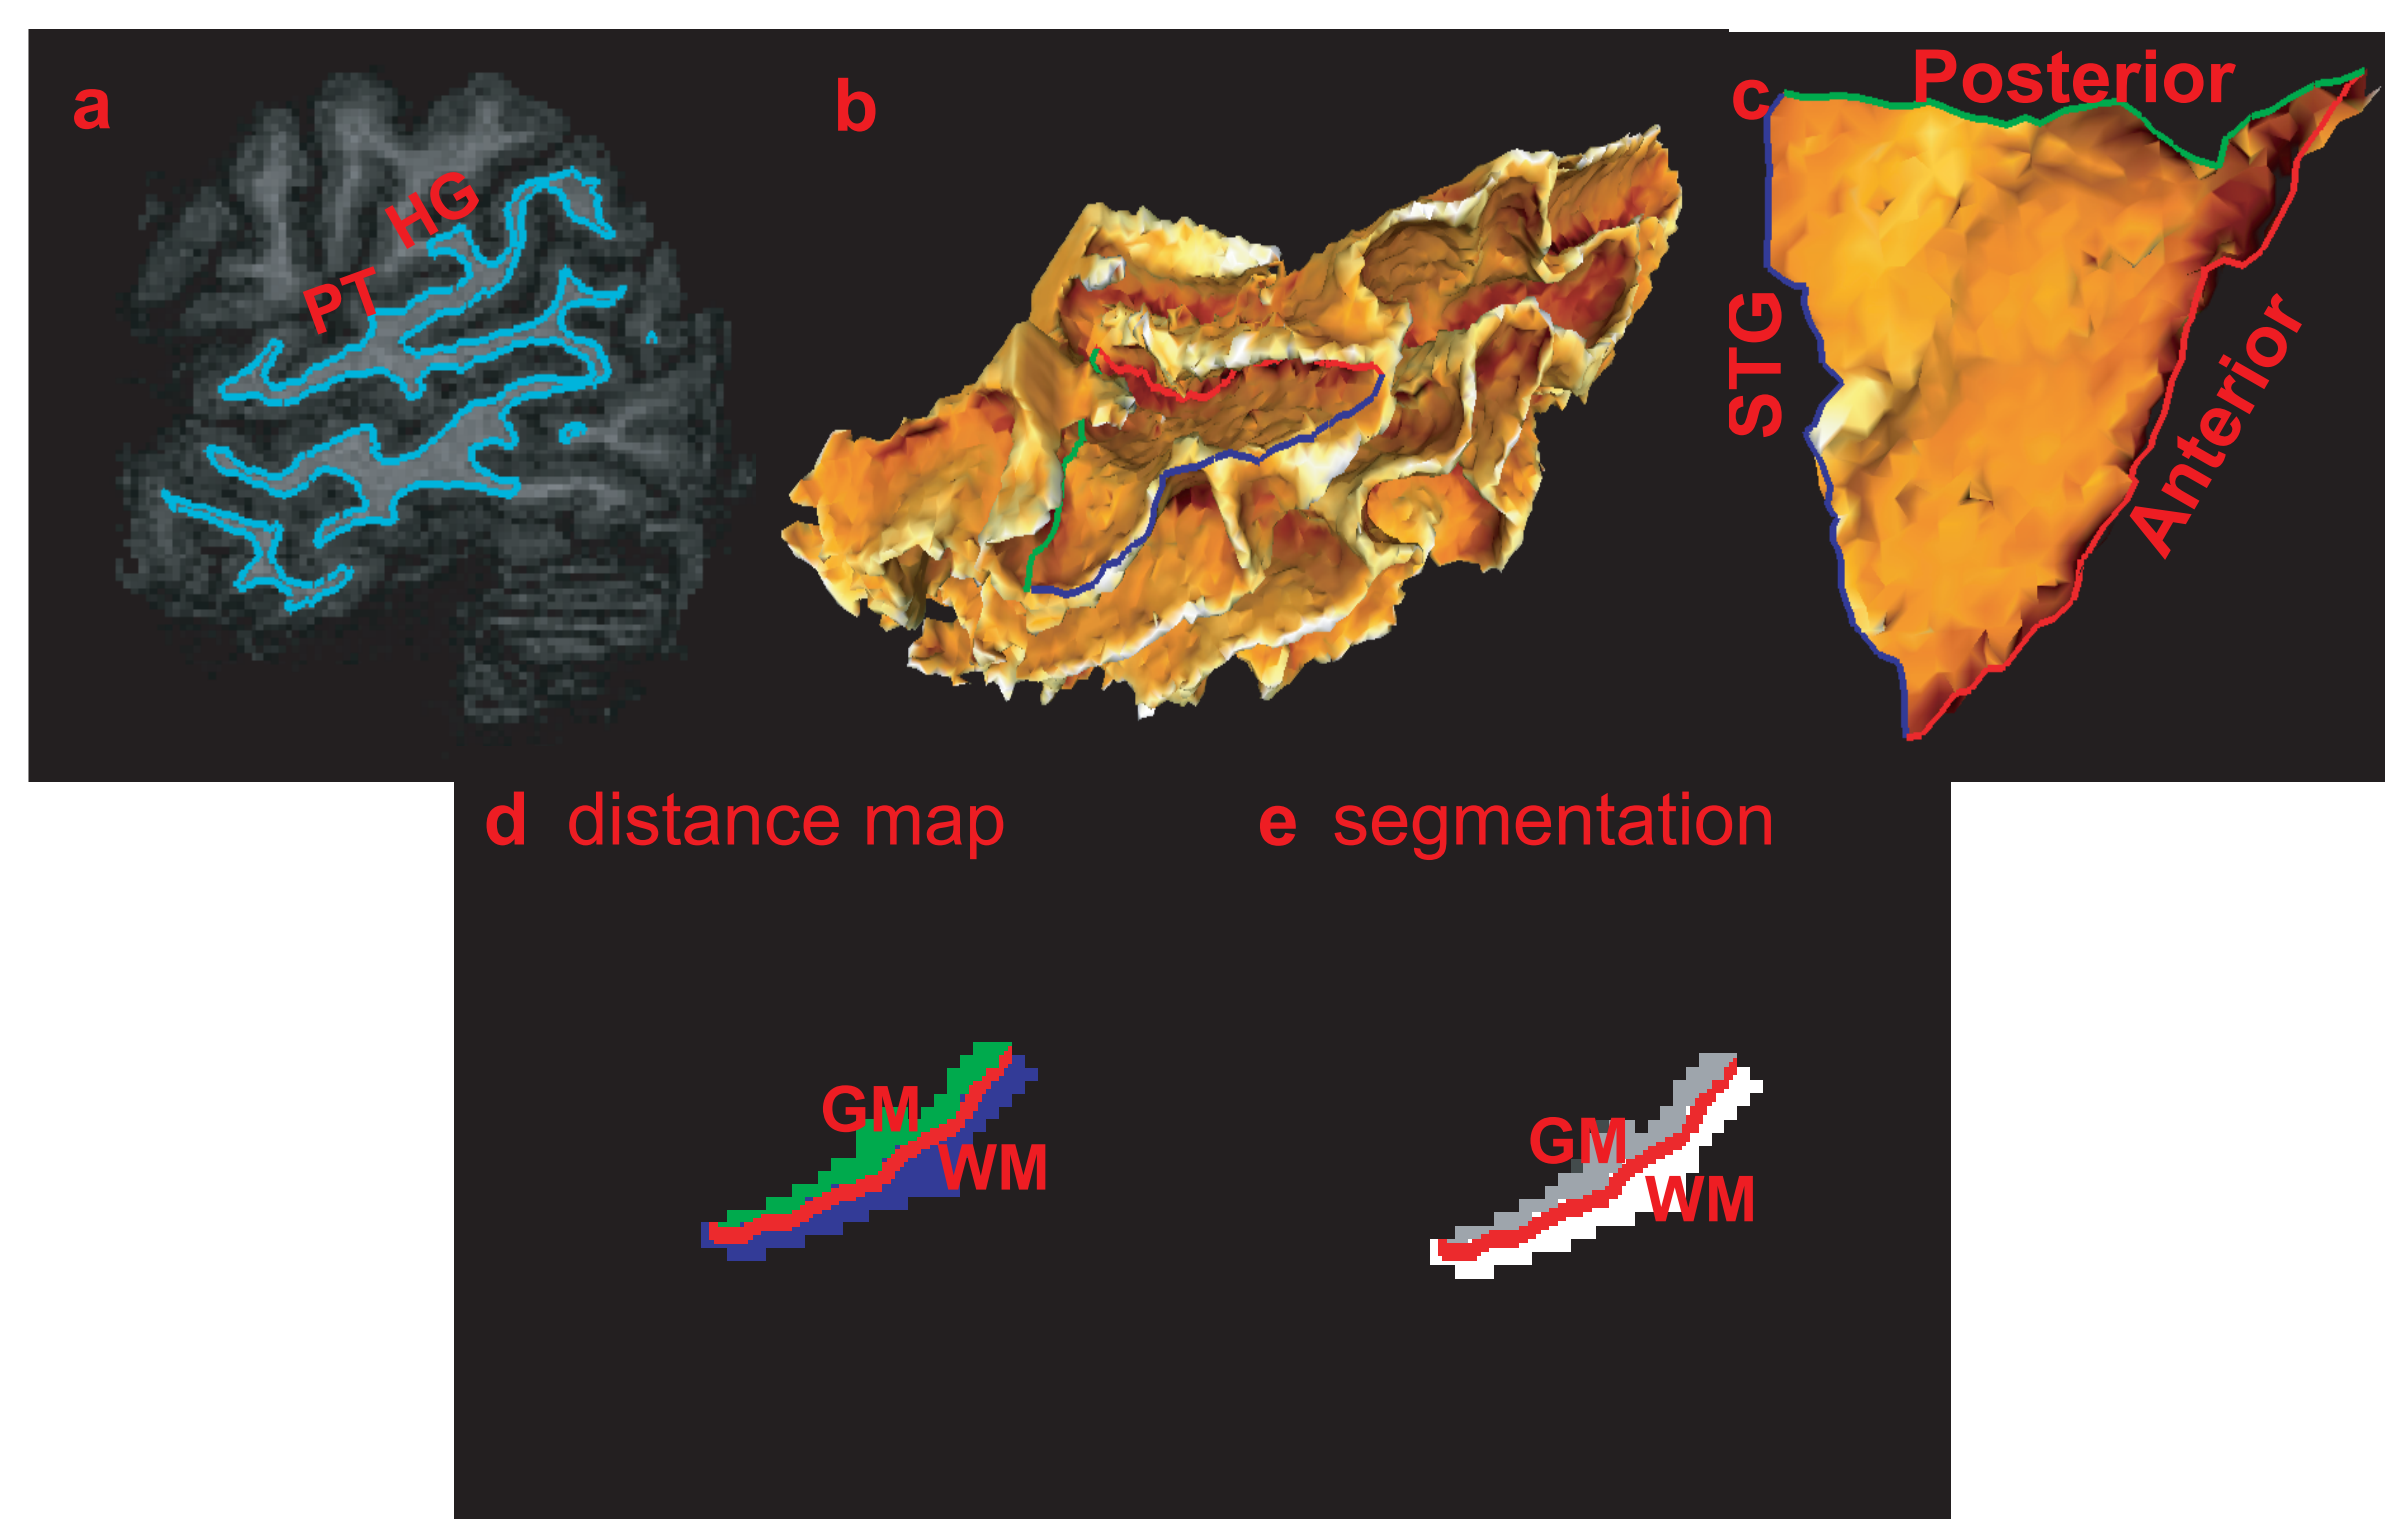 a
HG
PT
b
c
Posterior
STG
Anterior
d distance map
GM
WM
e segmentation
GM
WM